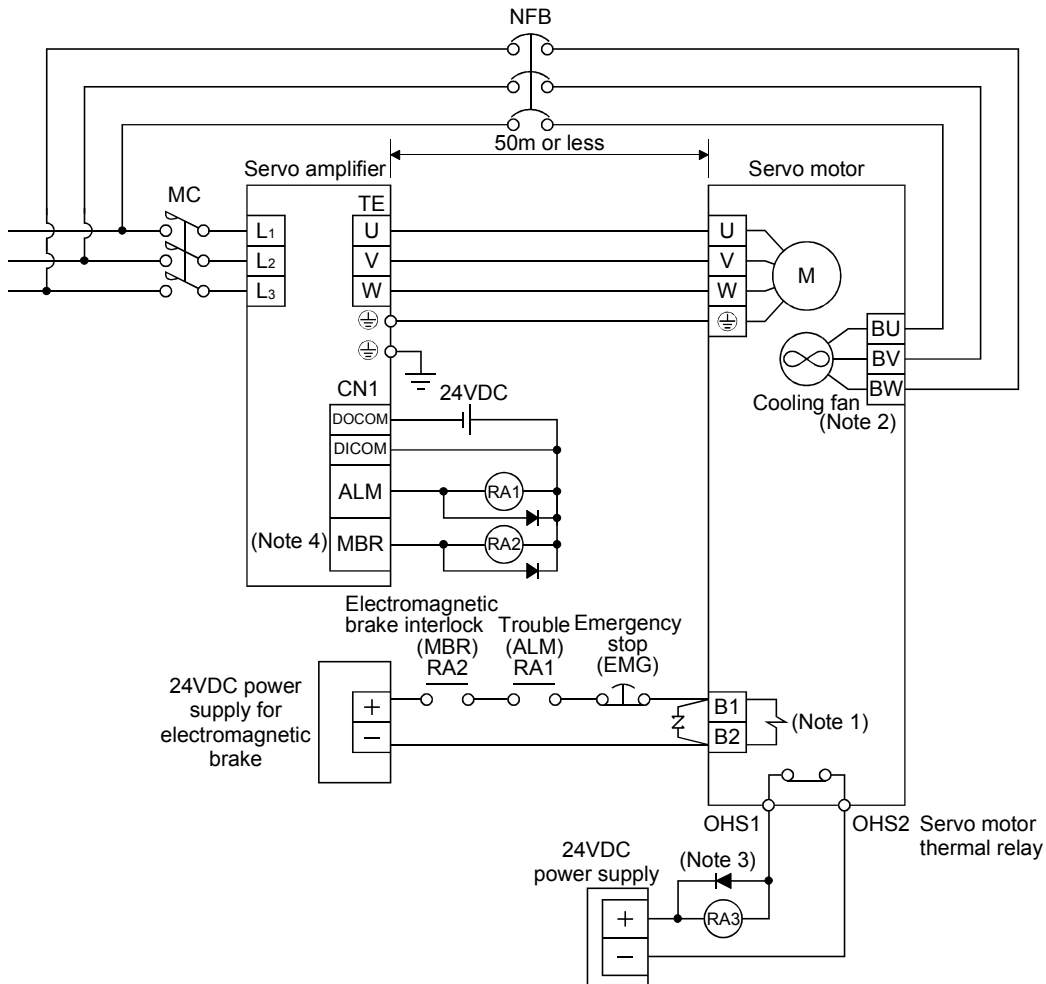 NFB
50m or less
Servo amplifier
Servo motor
MC
TE
L1
U
U
L2
V
V
M
L3
W
W
BU
BV
BW
Cooling fan
(Note 2)
CN1
24VDC
DOCOM
DICOM
ALM
RA1
(Note 4)
MBR
RA2
Electromagnetic
brake interlock
(MBR)
RA2
Trouble
(ALM)
RA1
Emergency
stop
(EMG)
24VDC power
supply for
electromagnetic
brake
+
−
B1
B2
(Note 1)
OHS1
OHS2
Servo motor
thermal relay
24VDC
power supply
(Note 3)
+
−
RA3